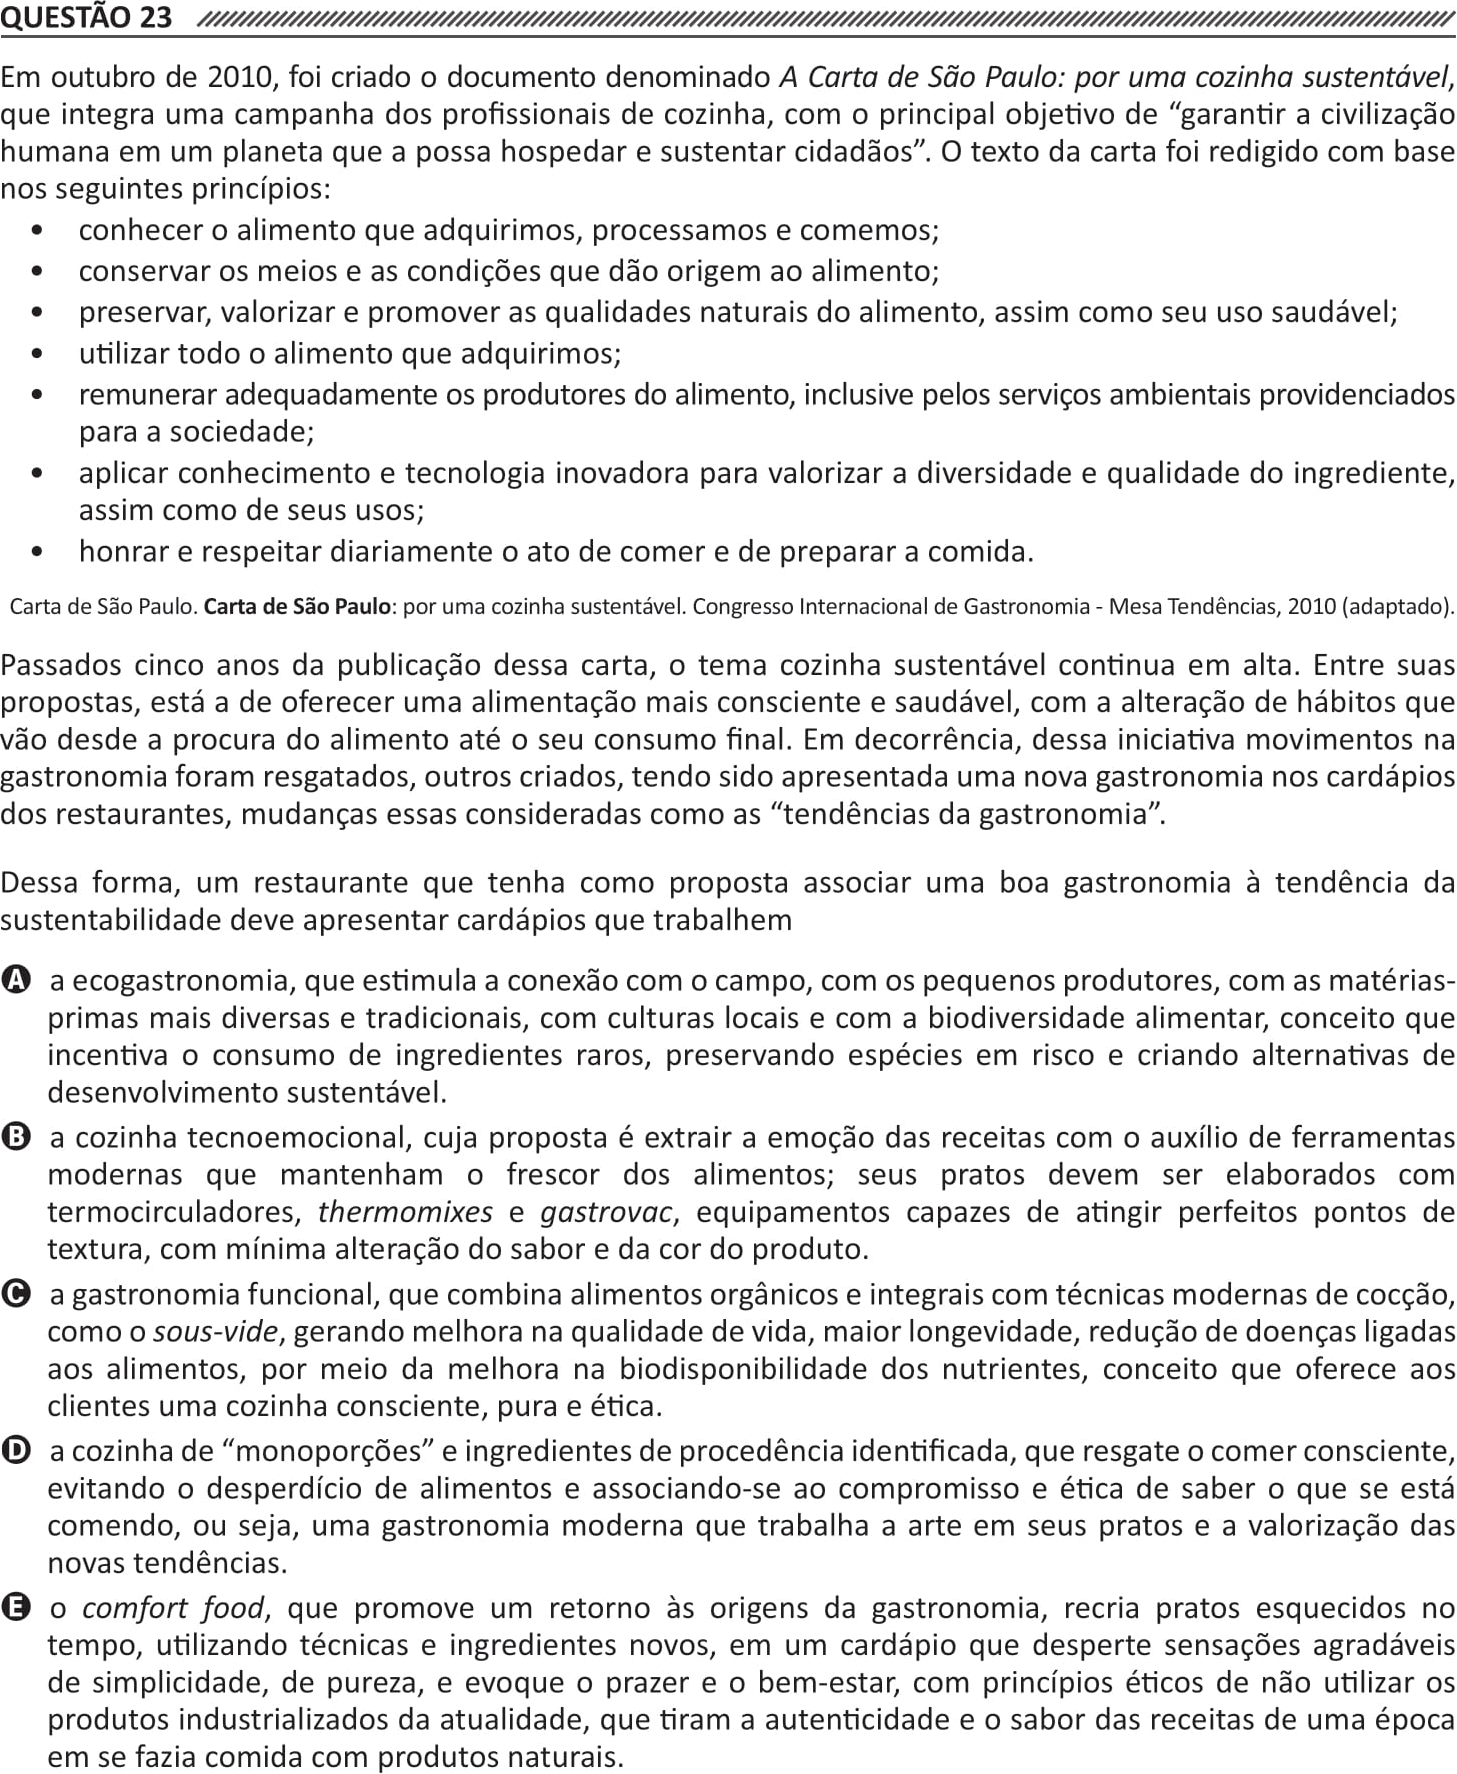 QUESTÃO 23
Em outubro de 2010, foi criado o documento denominado A Carta de São Paulo: por uma cozinha sustentável,
que integra uma campanha dos profissionais de cozinha, com o principal objetivo de “garantir a civilização
humana em um planeta que a possa hospedar e sustentar cidadãos”. O texto da carta foi redigido com base
nos seguintes princípios:
• conhecer o alimento que adquirimos, processamos e comemos;
• conservar os meios e as condições que dão origem ao alimento;
• preservar, valorizar e promover as qualidades naturais do alimento, assim como seu uso saudável;
• utilizar todo o alimento que adquirimos;
• remunerar adequadamente os produtores do alimento, inclusive pelos serviços ambientais providenciados
para a sociedade;
• aplicar conhecimento e tecnologia inovadora para valorizar a diversidade e qualidade do ingrediente,
assim como de seus usos;
• honrar e respeitar diariamente o ato de comer e de preparar a comida.
Carta de São Paulo. Carta de São Paulo: por uma cozinha sustentável. Congresso Internacional de Gastronomia - Mesa Tendências, 2010 (adaptado).
Passados cinco anos da publicação dessa carta, o tema cozinha sustentável continua em alta. Entre suas
propostas, está a de oferecer uma alimentação mais consciente e saudável, com a alteração de hábitos que
vão desde a procura do alimento até o seu consumo final. Em decorrência, dessa iniciativa movimentos na
gastronomia foram resgatados, outros criados, tendo sido apresentada uma nova gastronomia nos cardápios
dos restaurantes, mudanças essas consideradas como as “tendências da gastronomia”.
Dessa forma, um restaurante que tenha como proposta associar uma boa gastronomia à tendência da
sustentabilidade deve apresentar cardápios que trabalhem
A a ecogastronomia, que estimula a conexão com o campo, com os pequenos produtores, com as matérias-
primas mais diversas e tradicionais, com culturas locais e com a biodiversidade alimentar, conceito que
incentiva o consumo de ingredientes raros, preservando espécies em risco e criando alternativas de
desenvolvimento sustentável.
B a cozinha tecnoemocional, cuja proposta é extrair a emoção das receitas com o auxílio de ferramentas
modernas que mantenham o frescor dos alimentos; seus pratos devem ser elaborados com
termocirculadores, thermomixes e gastrovac, equipamentos capazes de atingir perfeitos pontos de
textura, com mínima alteração do sabor e da cor do produto.
C a gastronomia funcional, que combina alimentos orgânicos e integrais com técnicas modernas de cocção,
como o sous-vide, gerando melhora na qualidade de vida, maior longevidade, redução de doenças ligadas
aos alimentos, por meio da melhora na biodisponibilidade dos nutrientes, conceito que oferece aos
clientes uma cozinha consciente, pura e ética.
D a cozinha de “monoporções” e ingredientes de procedência identificada, que resgate o comer consciente,
evitando o desperdício de alimentos e associando-se ao compromisso e ética de saber o que se está
comendo, ou seja, uma gastronomia moderna que trabalha a arte em seus pratos e a valorização das
novas tendências.
E o comfort food, que promove um retorno às origens da gastronomia, recria pratos esquecidos no
tempo, utilizando técnicas e ingredientes novos, em um cardápio que desperte sensações agradáveis
de simplicidade, de pureza, e evoque o prazer e o bem-estar, com princípios éticos de não utilizar os
produtos industrializados da atualidade, que tiram a autenticidade e o sabor das receitas de uma época
em se fazia comida com produtos naturais.